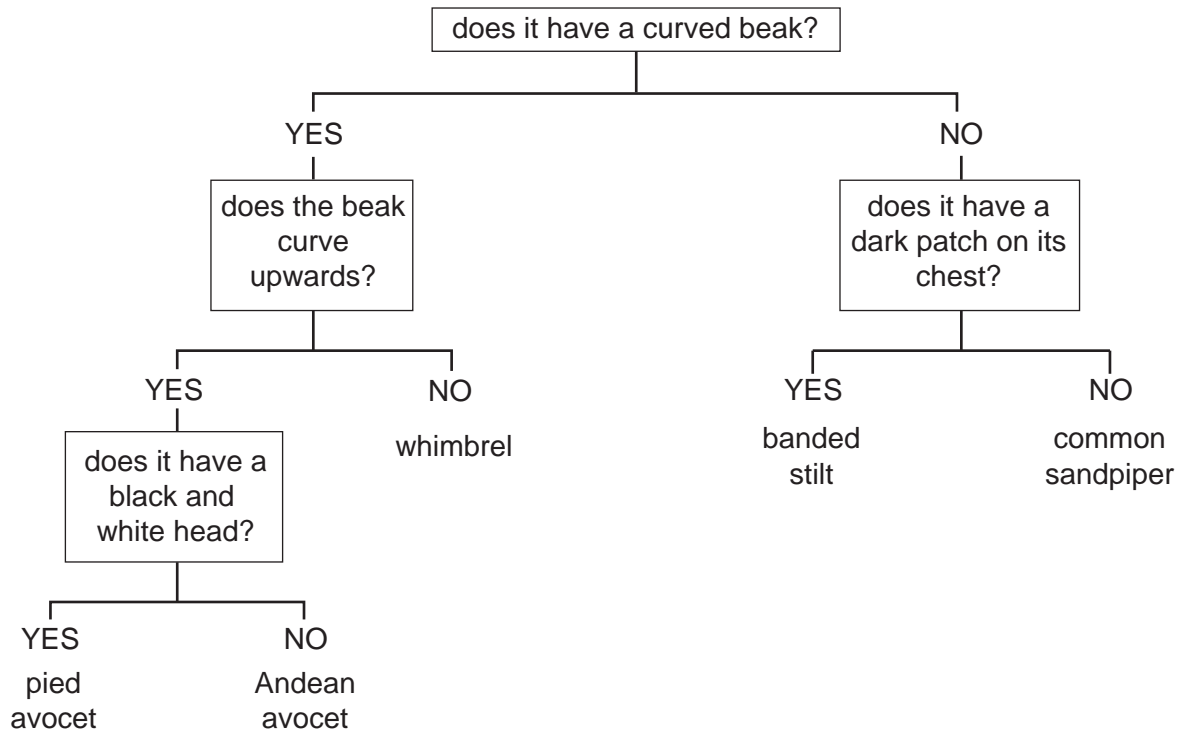 does it have a curved beak?
YES
NO
does the beak
curve
upwards?
does it have a
dark patch on its
chest?
YES
NO
YES
NO
whimbrel
banded
stilt
common
sandpiper
does it have a
black and
white head?
YES
NO
pied
avocet
Andean
avocet